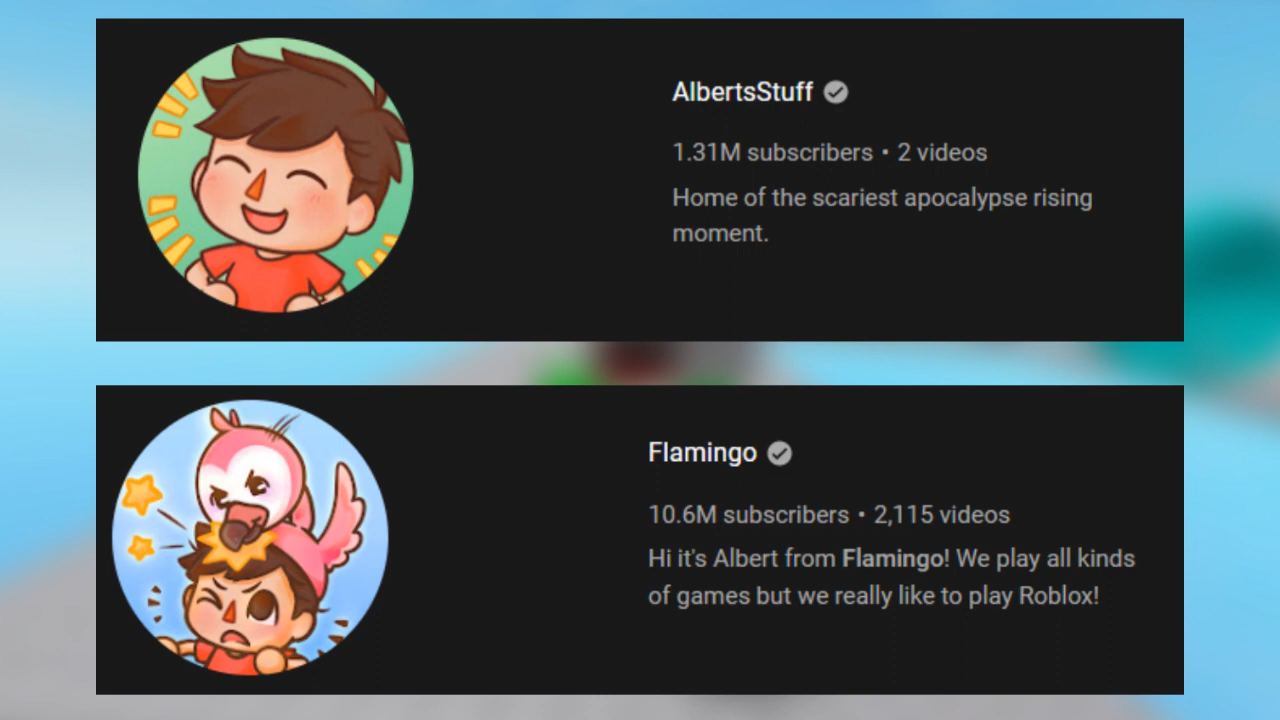 AlbertsStuff
1.31M subscribers • 2 videos
Home of the scariest apocalypse rising
moment.
Flamingo
10.6M subscribers • 2,115 videos
Hi it's Albert from Flamingo! We play all kinds
of games but we really like to play Roblox!